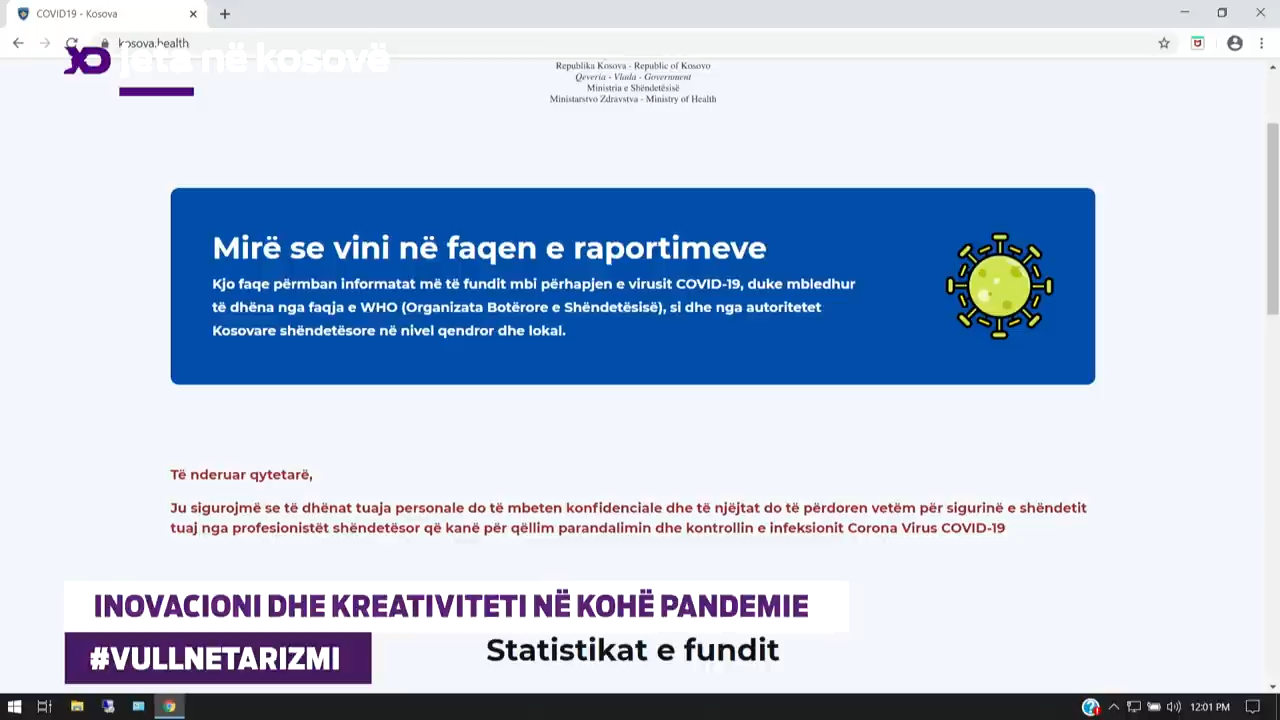 COVID19 - Kosova
kosova.health
jeta në kosovë
Republika Kosova - Republic of Kosovo
Qeveria - Vlada - Government
Ministria e Shëndetësisë
Ministarstvo Zdravstva - Ministry of Health
Mirë se vini në faqen e raportimeve
Kjo faqe përmban informatat më të fundit mbi përhapjen e virusit COVID-19, duke mbledhur
të dhëna nga faqja e WHO (Organizata Botërore e Shëndetësisë), si dhe nga autoritetet
Kosovare shëndetësore në nivel qendror dhe lokal.
Të nderuar qytetarë,
Ju sigurojmë se të dhënat tuaja personale do të mbeten konfidenciale dhe të njëjtat do të përdoren vetëm për sigurinë e shëndetit
tuaj nga profesionistët shëndetësor që kanë për qëllim parandalimin dhe kontrollin e infeksionit Corona Virus COVID-19
INOVACIONI DHE KREATIVITETI NË KOHË PANDEMIE
#VULLNETARIZMI
Statistikat e fundit
12:01 PM